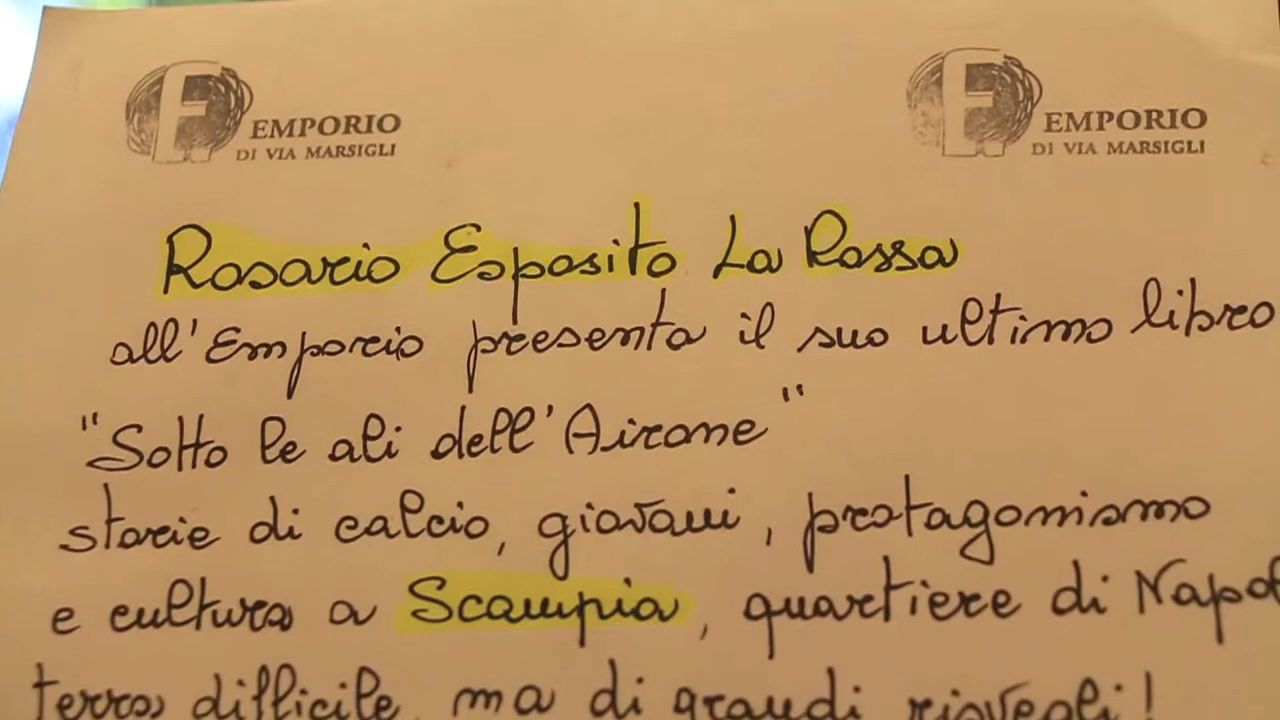 EMPORIO
DI VIA MARSIGLI
EMPORIO
DI VIA MARSIGLI
Rosario Esposito La Rossa
all'Emporio presenta il suo ultimo libro
"Sotto le ali dell'Airone"
storie di calcio, giovani, protagonismo
e cultura a Scampia, quartiere di Napol
terra difficile, ma di grandi risvegli!